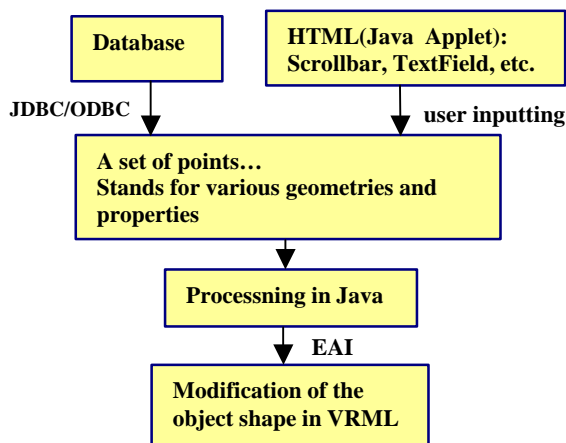 Database
HTML(Java Applet):
Scrollbar, TextField, etc.
JDBC/ODBC
user inputting
A set of points…
Stands for various geometries and
properties
Processning in Java
EAI
Modification of the
object shape in VRML